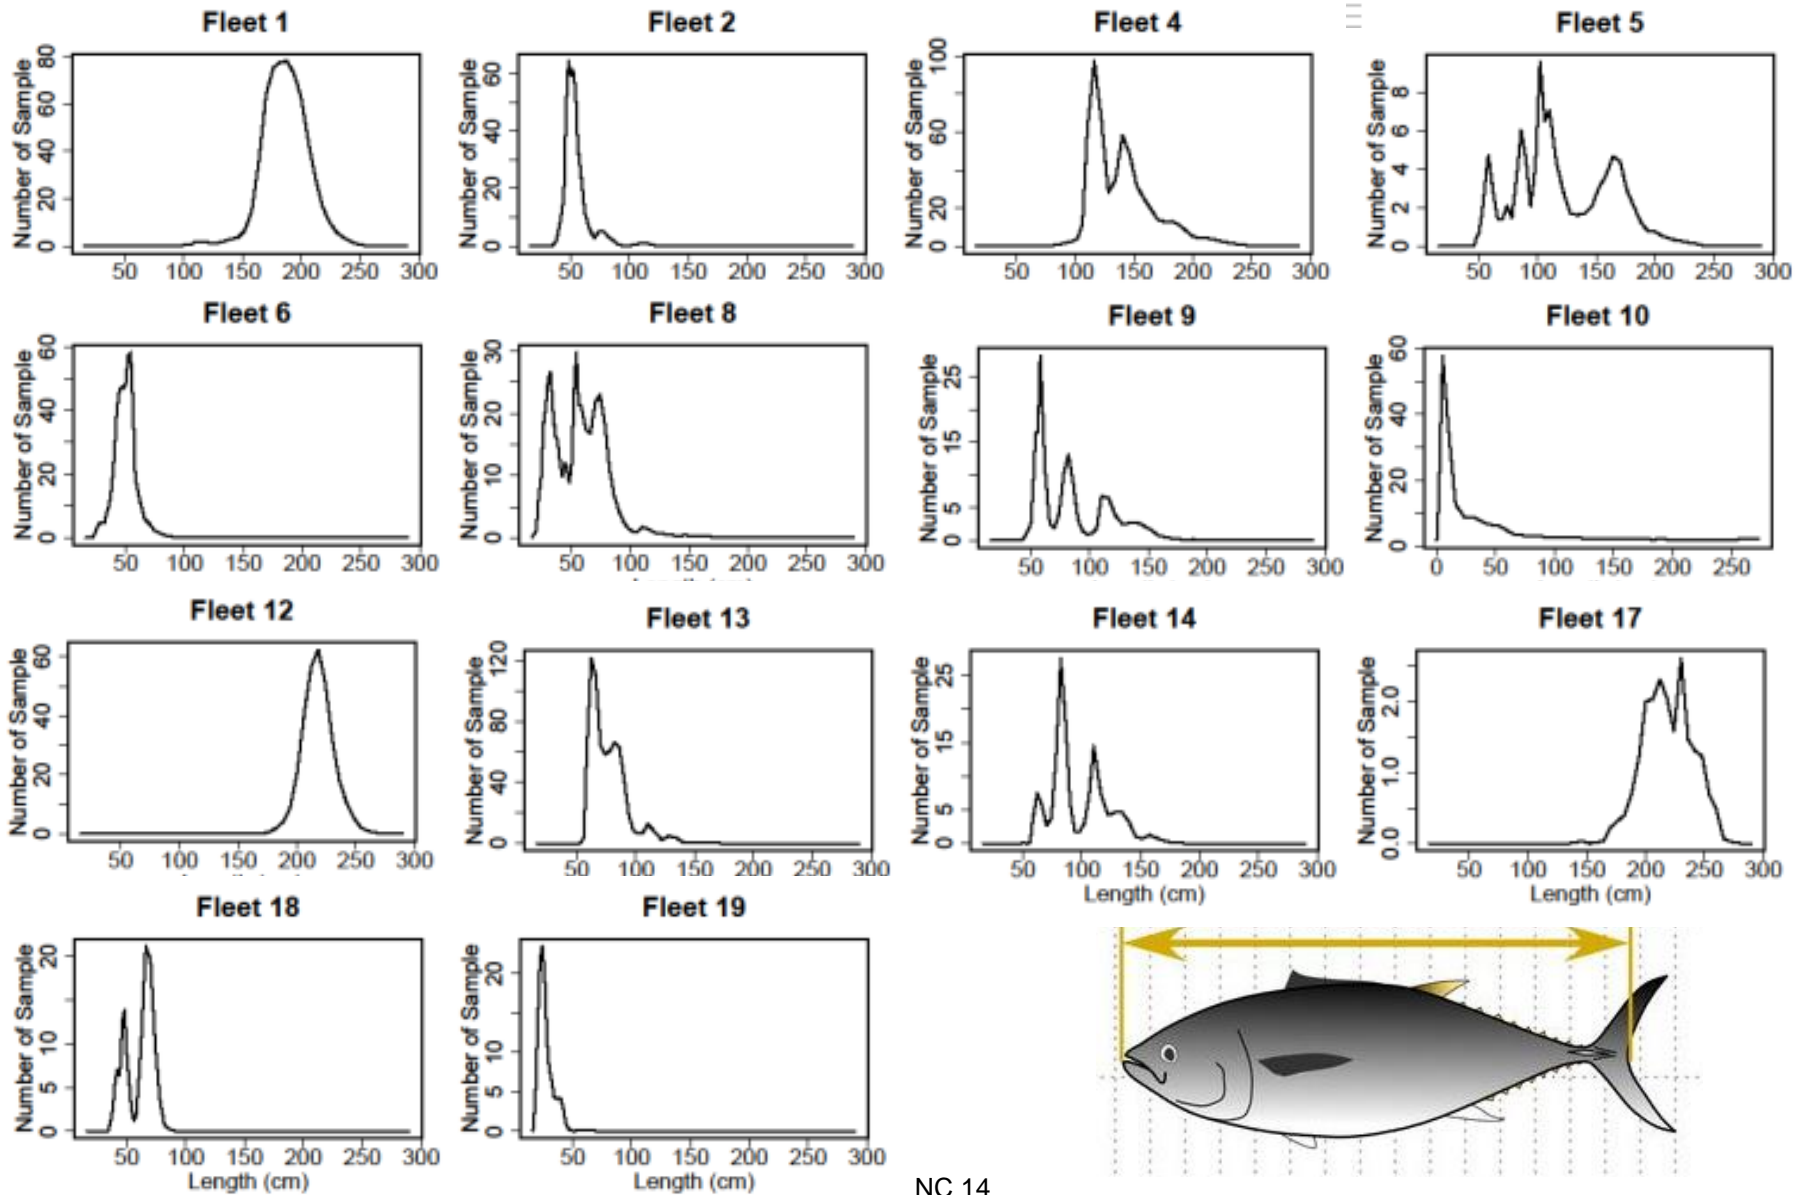 Fleet 1
Number of Sample
0 20 40 60 80
50 100 150 200 250 300
Fleet 2
Number of Sample
0 20 40 60
50 100 150 200 250 300
Fleet 4
Number of Sample
0 20 60 100
50 100 150 200 250 300
Fleet 5
Number of Sample
0 2 4 6 8
50 100 150 200 250 300
Fleet 6
Number of Sample
0 20 40 60
50 100 150 200 250 300
Fleet 8
Number of Sample
0 10 20 30
50 100 150 200 250 300
Fleet 9
Number of Sample
0 5 15 25
50 100 150 200 250 300
Fleet 10
Number of Sample
0 20 40 60
0 50 100 150 200 250
Fleet 12
Number of Sample
0 20 40 60
50 100 150 200 250 300
Fleet 13
Number of Sample
0 40 80 120
50 100 150 200 250 300
Fleet 14
Number of Sample
0 5 15 25
50 100 150 200 250 300
Length (cm)
Fleet 17
Number of Sample
0.0 1.0 2.0
50 100 150 200 250 300
Length (cm)
Fleet 18
Number of Sample
0 5 10 20
50 100 150 200 250 300
Length (cm)
Fleet 19
Number of Sample
0 5 10 20
50 100 150 200 250 300
Length (cm)
NC 14